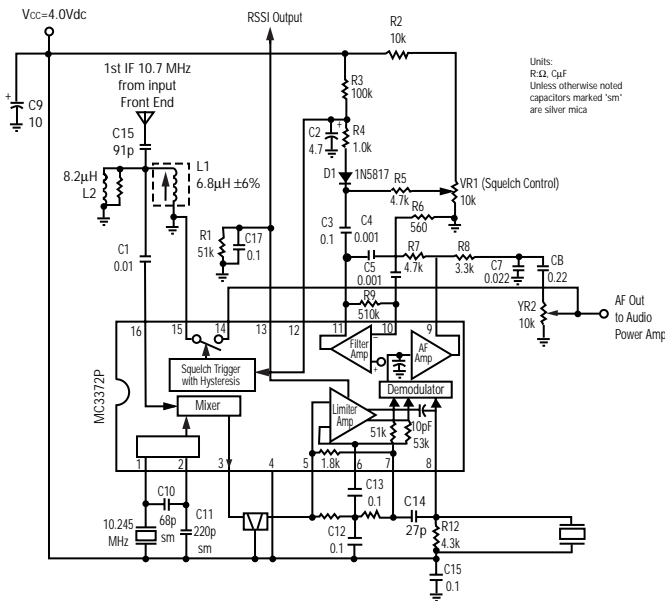 Vcc=4.0Vdc
RSSI Output
R2
10k
1st IF 10.7 MHz
from input
Front End
Units:
R:Ω, CµF
Unless otherwise noted
capacitors marked 'sm'
are silver mica
+
C9
10
R3
100k
C15
91p
C2
4.7
+
R4
1.0k
8.2µH
L2
L1
6.8µH ±6%
D1
1N5817
R5
4.7k
VR1 (Squelch Control)
10k
R6
560
C3
0.1
C4
0.001
R1
51k
C17
0.1
C1
0.01
C5
0.001
R7
4.7k
R8
3.3k
C7
0.022
CB
0.22
R9
510k
YR2
10k
AF Out
to Audio
Power Amp
16
15
14
13
12
11
10
9
MC3372P
Squelch Trigger
with Hysteresis
Filter
Amp
−
+
AF
Amp
Demodulator
Mixer
Limiter
Amp
10pF
51k
53k
1.8k
1
2
3
4
5
6
7
8
C10
68p
sm
C11
220p
sm
10.245
MHz
C13
0.1
C12
0.1
C14
27p
R12
4.3k
C15
0.1